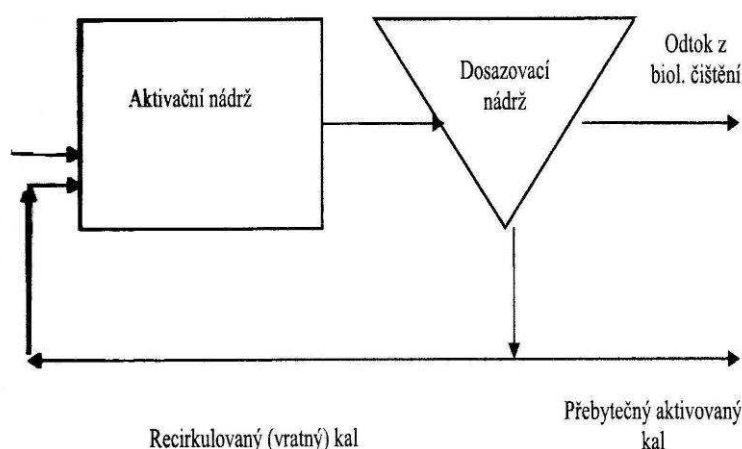 Aktivační nádrž
Dosazovací
nádrž
Odtok z
biol. čištění
Recirkulovaný (vratný) kal
Přebytečný aktivovaný
kal